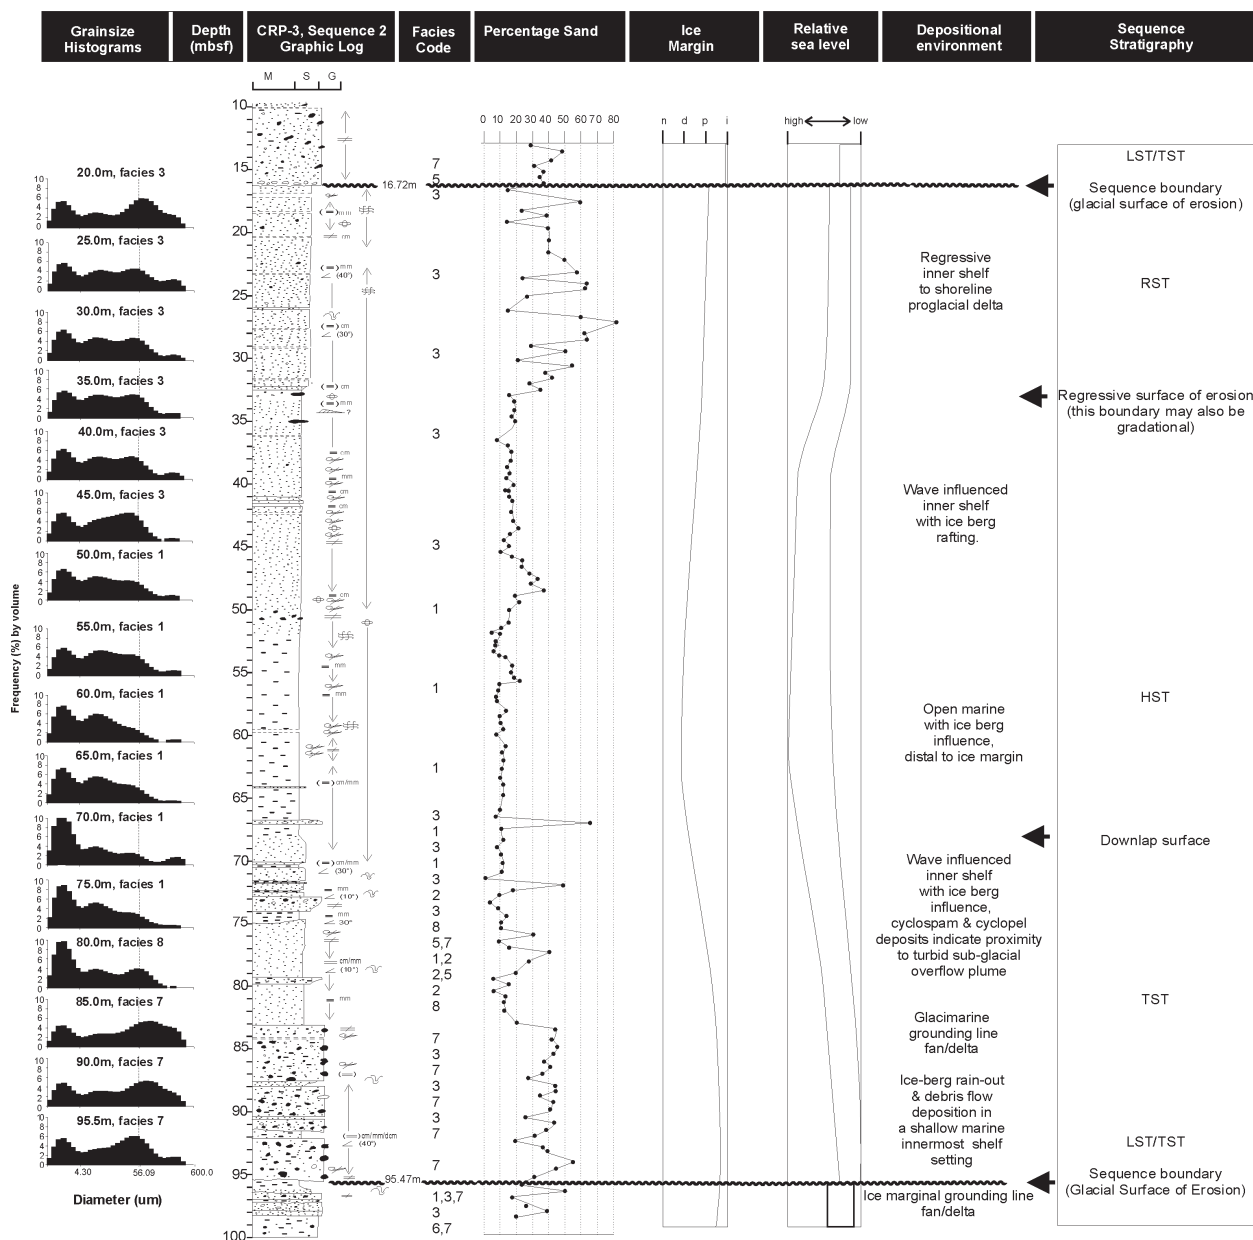 Grainsize
Histograms
Depth
(mbsf)
CRP-3, Sequence 2
Graphic Log
Facies
Code
Percentage Sand
Ice
Margin
Relative
sea level
Depositional
environment
Sequence
Stratigraphy
M S G
0 10 20 30 40 50 60 70 80
n d p i
high low
10
15
20
25
30
35
40
45
50
55
60
65
70
75
80
85
90
95
100
20.0m, facies 3
25.0m, facies 3
30.0m, facies 3
35.0m, facies 3
40.0m, facies 3
45.0m, facies 3
50.0m, facies 1
55.0m, facies 1
60.0m, facies 1
65.0m, facies 1
70.0m, facies 1
75.0m, facies 1
80.0m, facies 8
85.0m, facies 7
90.0m, facies 7
95.5m, facies 7
Frequency (%) by volume
4.30 56.09 600.0
Diameter (um)
16.72m
95.47m
7
5
3
3
3
3
3
1
1
1
3
1
3
1
3
2
3
8
5,7
1,2
2,5
2
8
7
3
7
3
7
3
7
7
1,3,7
3
6,7
Regressive
inner shelf
to shoreline
proglacial delta
Wave influenced
inner shelf
with ice berg
rafting.
Open marine
with ice berg
influence,
distal to ice margin
Wave influenced
inner shelf
with ice berg
influence,
cyclospam & cyclopel
deposits indicate proximity
to turbid sub-glacial
overflow plume
Glacimarine
grounding line
fan/delta
Ice-berg rain-out
& debris flow
deposition in
a shallow marine
innermost shelf
setting
Ice marginal grounding line
fan/delta
LST/TST
Sequence boundary
(glacial surface of erosion)
RST
Regressive surface of erosion
(this boundary may also be
gradational)
HST
Downlap surface
TST
LST/TST
Sequence boundary
(Glacial Surface of Erosion)